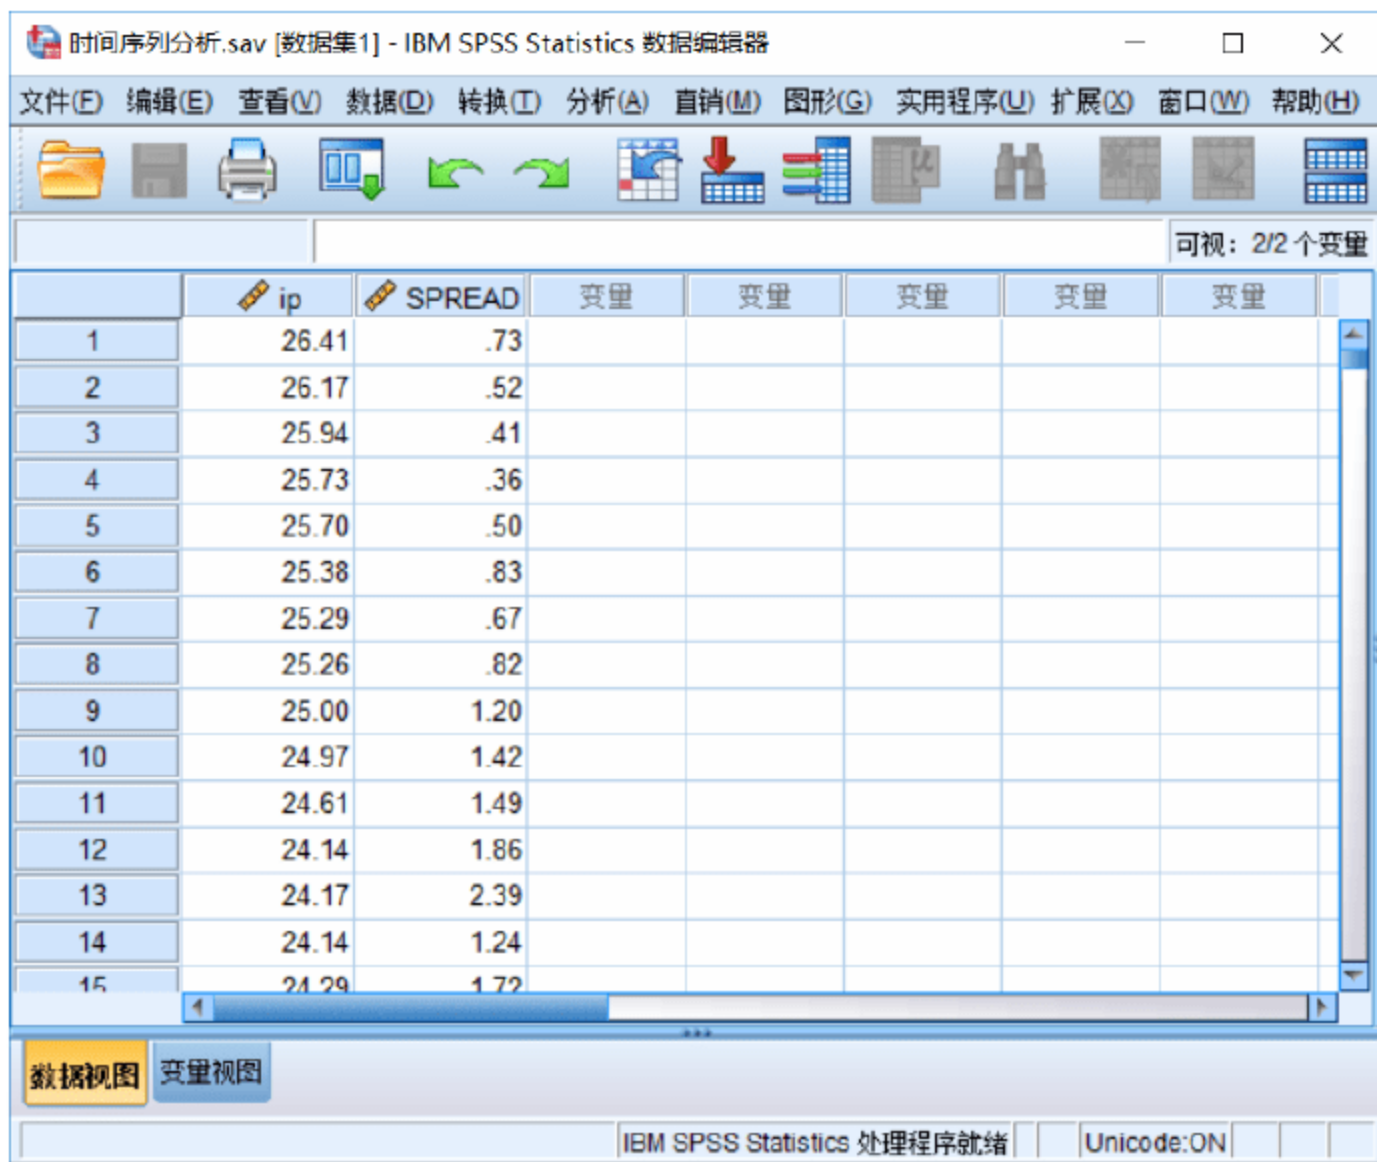 时间序列分析.sav [数据集1] - IBM SPSS Statistics 数据编辑器
文件(F) 编辑(E) 查看(V) 数据(D) 转换(T) 分析(A) 直销(M) 图形(G) 实用程序(U) 扩展(X) 窗口(W) 帮助(H)
可视：2/2 个变量
ip SPREAD 变量 变量 变量 变量 变量
1 26.41 .73
2 26.17 .52
3 25.94 .41
4 25.73 .36
5 25.70 .50
6 25.38 .83
7 25.29 .67
8 25.26 .82
9 25.00 1.20
10 24.97 1.42
11 24.61 1.49
12 24.14 1.86
13 24.17 2.39
14 24.14 1.24
15 24.29 1.72
数据视图 变量视图
IBM SPSS Statistics 处理程序就绪 Unicode:ON